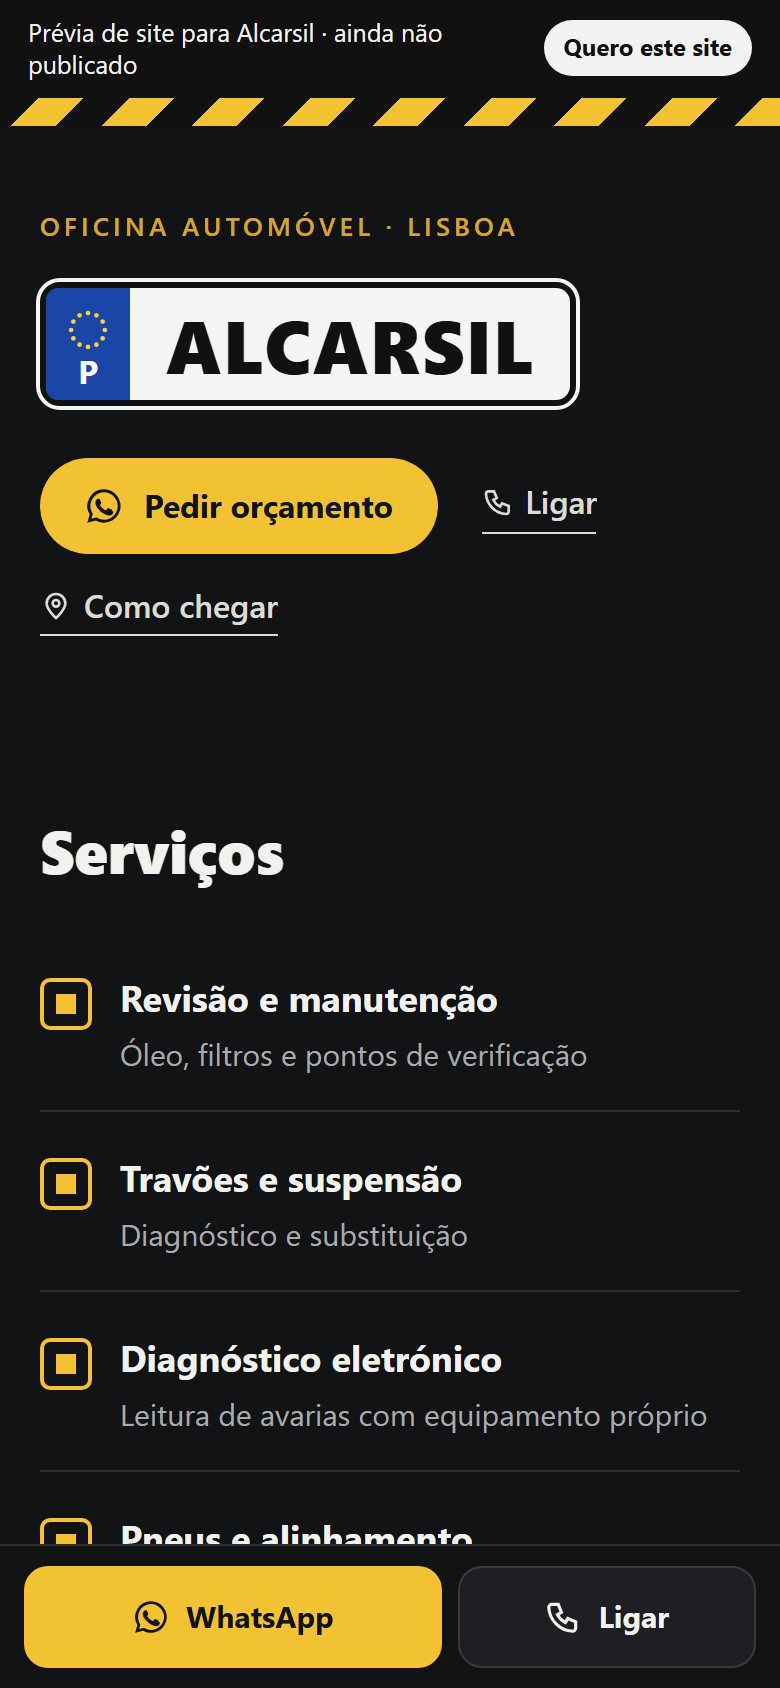 Prévia de site para Alcarsil · ainda não
publicado
Quero este site
OFICINA AUTOMÓVEL · LISBOA
P
ALCARSIL
Pedir orçamento
Ligar
Como chegar
Serviços
Revisão e manutenção
Óleo, filtros e pontos de verificação
Travões e suspensão
Diagnóstico e substituição
Diagnóstico eletrónico
Leitura de avarias com equipamento próprio
Pneus e alinhamento
WhatsApp
Ligar